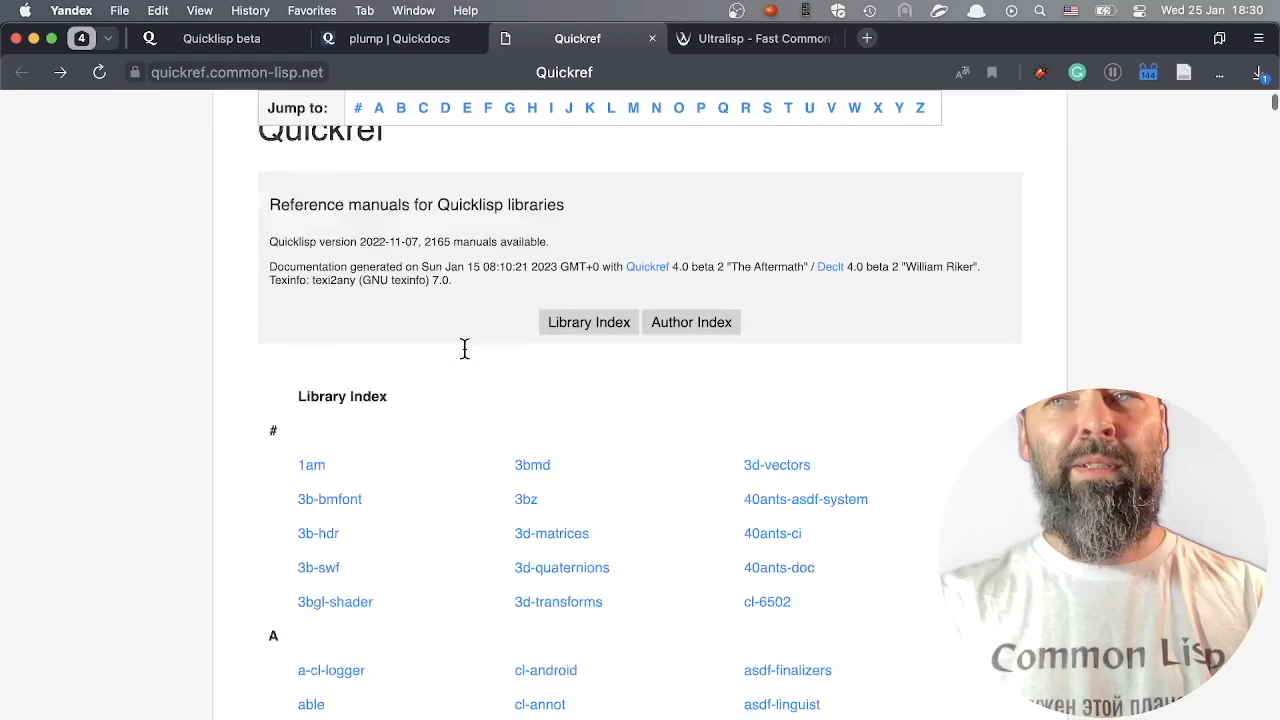 Yandex File Edit View History Favorites Tab Window Help Wed 25 Jan 18:30
4 Quicklisp beta plump | Quickdocs Quickref Ultralisp - Fast Common
quickref.common-lisp.net Quickref 144 1
Jump to: # A B C D E F G H I J K L M N O P Q R S T U V W X Y Z
Quickref
Reference manuals for Quicklisp libraries
Quicklisp version 2022-11-07, 2165 manuals available.
Documentation generated on Sun Jan 15 08:10:21 2023 GMT+0 with Quickref 4.0 beta 2 "The Aftermath" / Declt 4.0 beta 2 "William Riker".
Texinfo: texi2any (GNU texinfo) 7.0.
Library Index Author Index
Library Index
#
1am 3bmd 3d-vectors
3b-bmfont 3bz 40ants-asdf-system
3b-hdr 3d-matrices 40ants-ci
3b-swf 3d-quaternions 40ants-doc
3bgl-shader 3d-transforms cl-6502
A
a-cl-logger cl-android asdf-finalizers
able cl-annot asdf-linguist
Common Lisp
этой